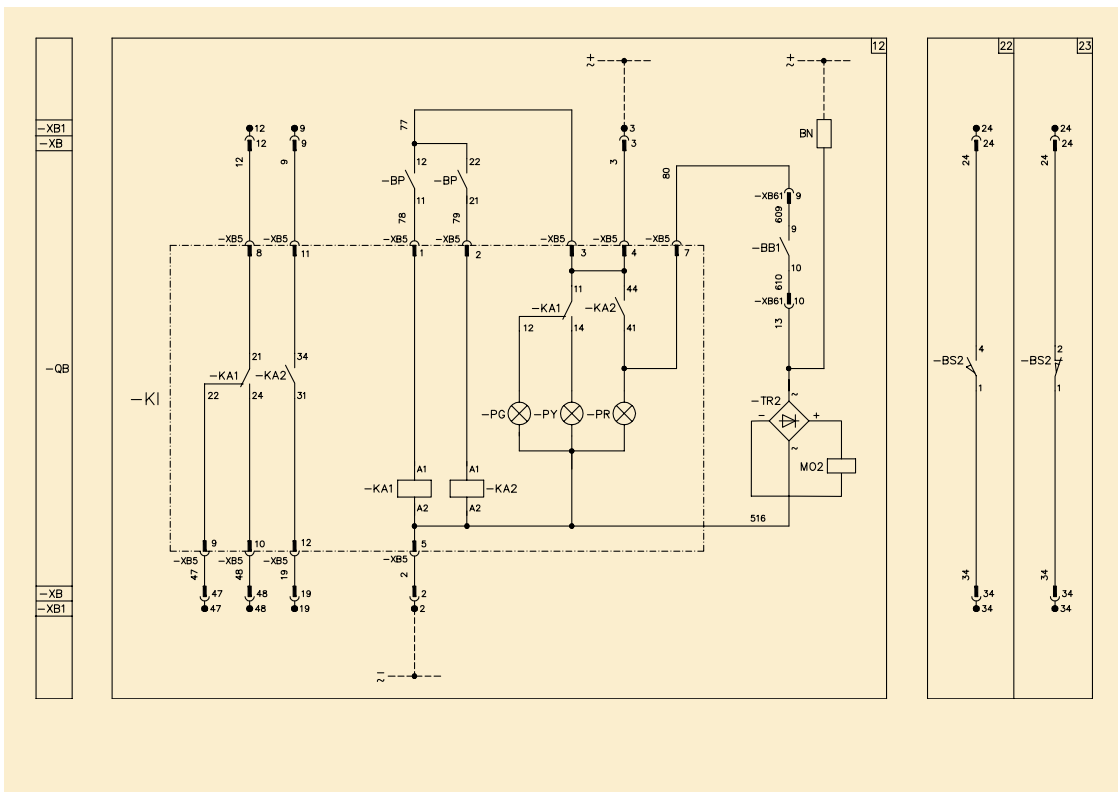 12
22
23
+
~
+
~
-XB1
-XB
12
12
9
9
77
3
3
BN
24
24
24
24
12
9
12
22
3
80
24
24
-BP
-BP
11
21
78
79
-XB61
9
609
9
-BB1
10
610
-XB61
10
13
-XB5
8
-XB5
11
-XB5
1
-XB5
2
-XB5
3
-XB5
4
-XB5
7
11
44
-KA1
-KA2
12
14
41
-QB
-KI
21
34
-KA1
-KA2
22
24
31
4
-BS2
1
2
-BS2
1
-PG
-PY
-PR
-TR2
~
-
+
~
MO2
A1
A1
-KA1
-KA2
A2
A2
516
9
10
12
5
-XB5
-XB5
-XB5
-XB5
47
48
19
2
34
34
-XB
-XB1
47
47
48
48
19
19
2
2
34
34
34
34
-
~